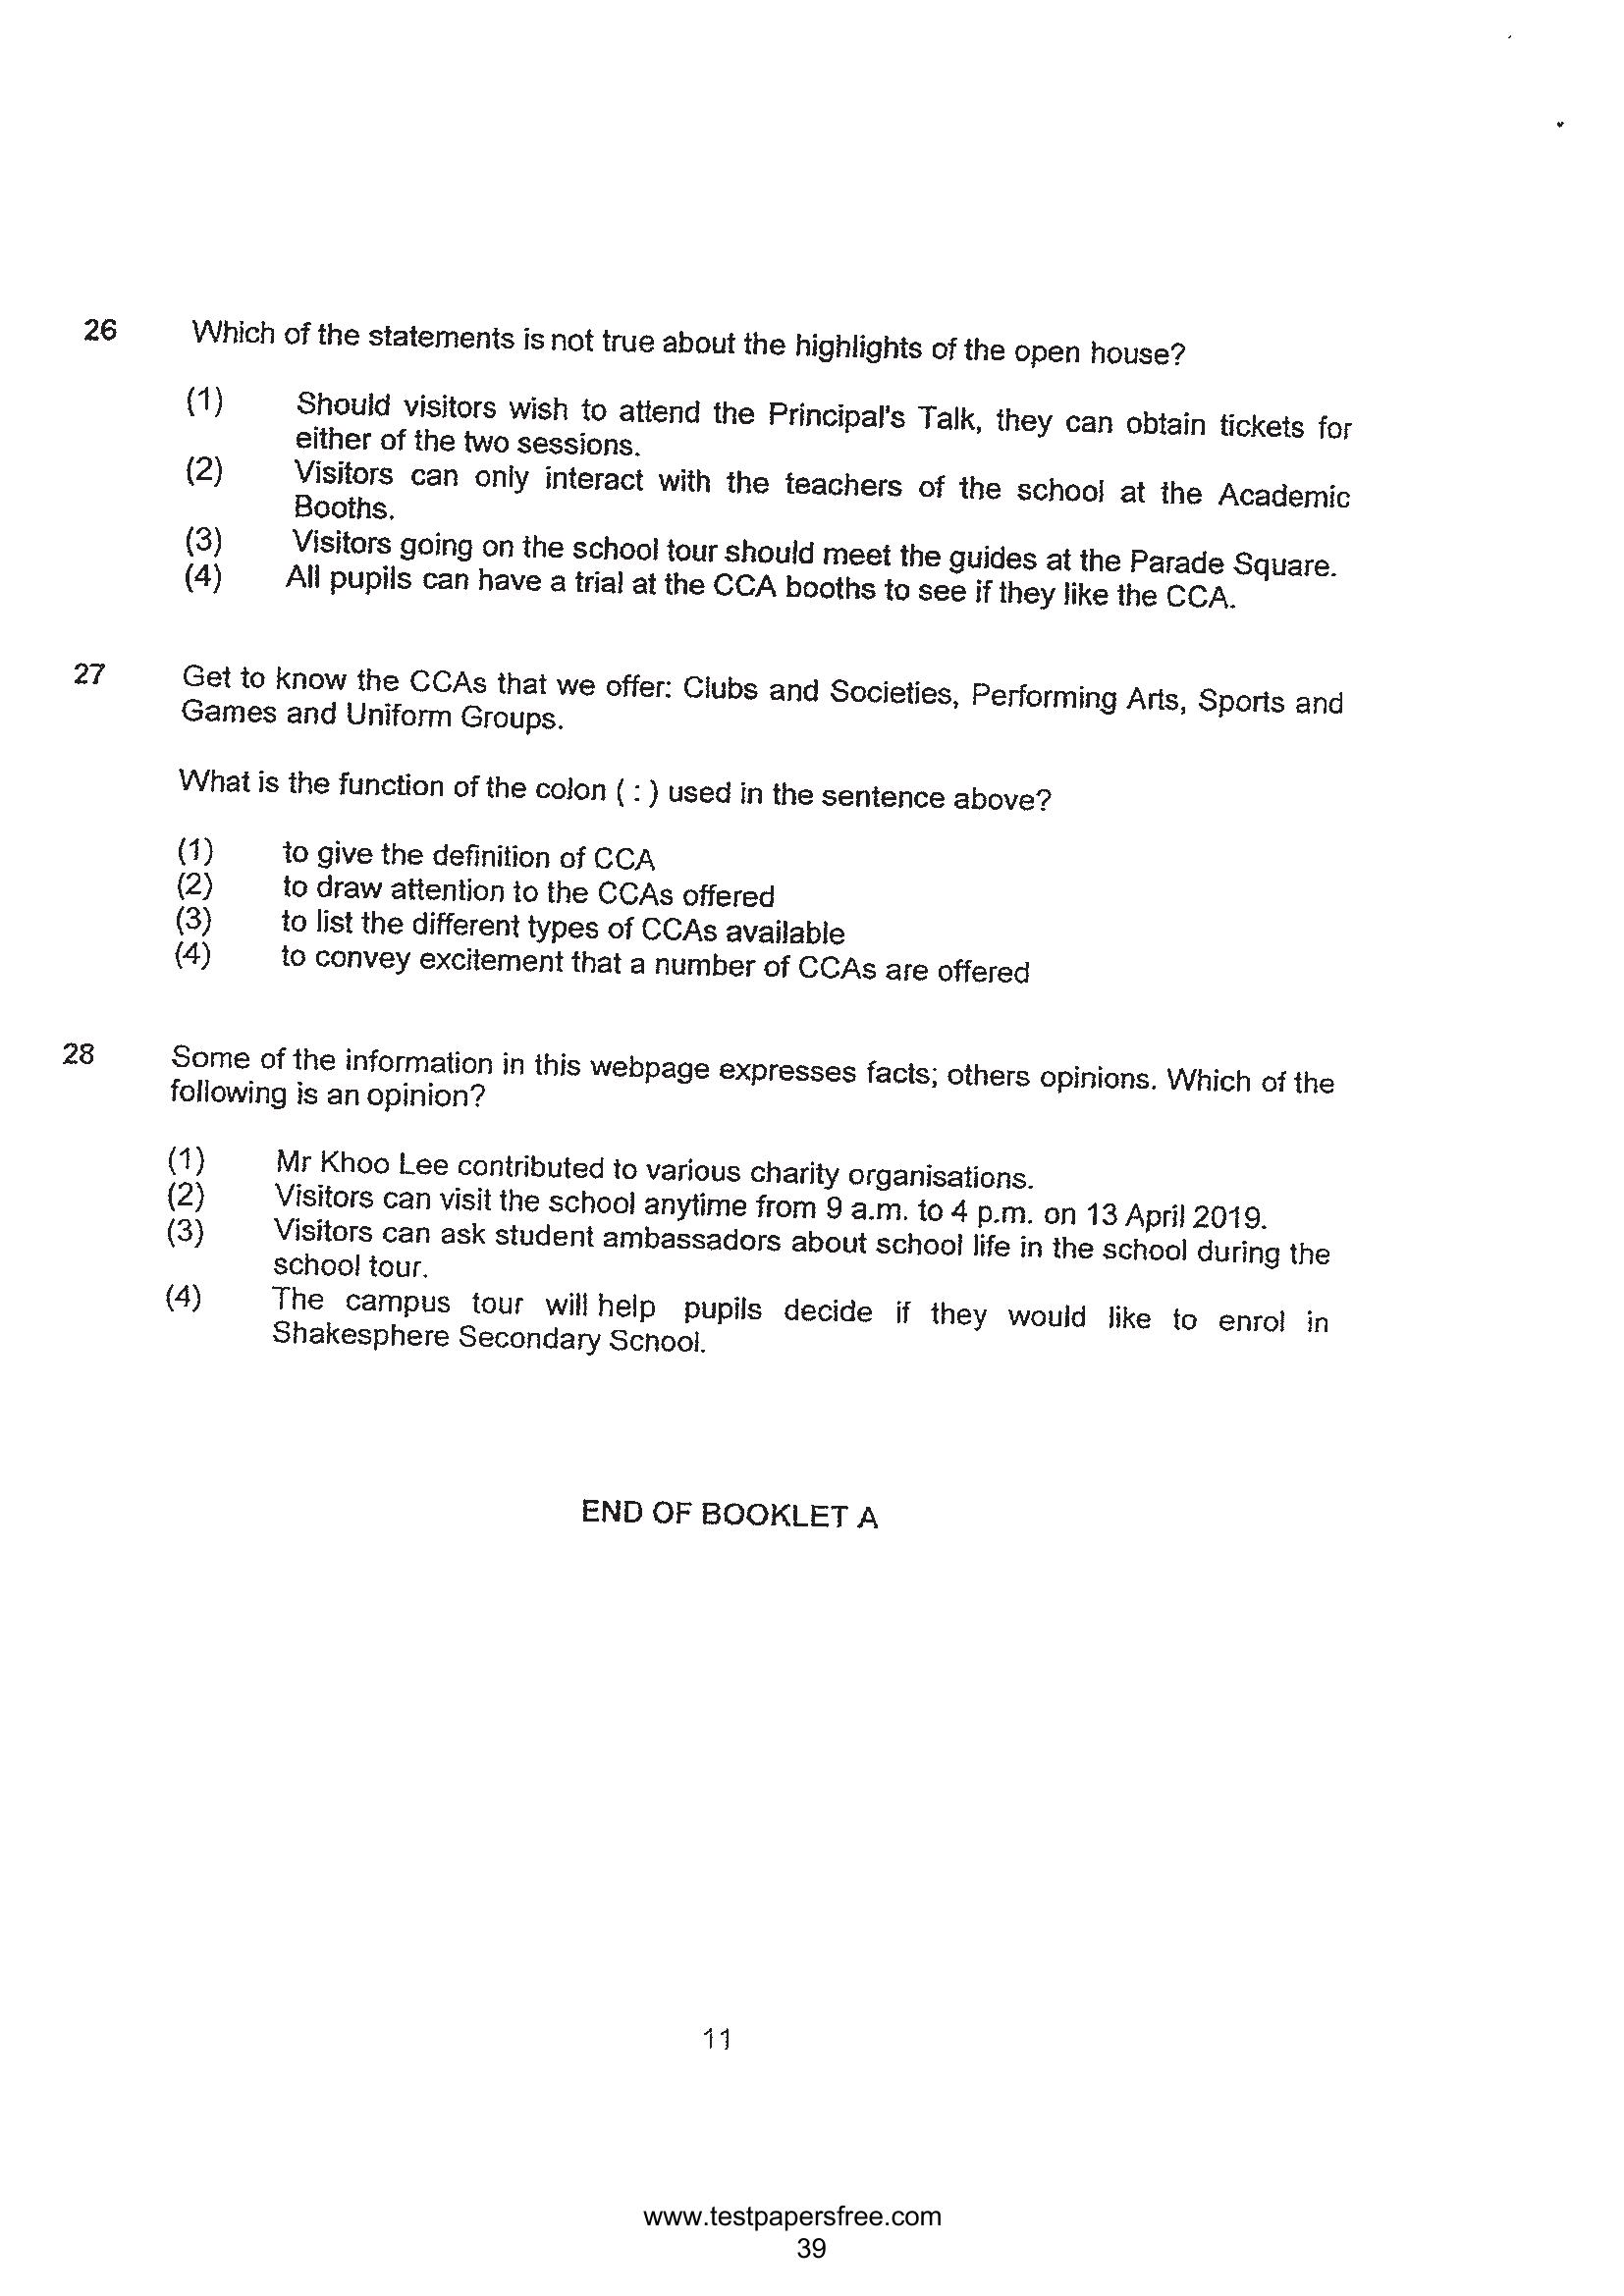 26 Which of the statements is not true about the highlights of the open house?
(1) Should visitors wish to attend the Principal's Talk, they can obtain tickets for
either of the two sessions.
(2) Visitors can only interact with the teachers of the school at the Academic
Booths.
(3) Visitors going on the school tour should meet the guides at the Parade Square.
(4) All pupils can have a trial at the CCA booths to see if they like the CCA.
27 Get to know the CCAs that we offer: Clubs and Societies, Performing Arts, Sports and
Games and Uniform Groups.
What is the function of the colon ( : ) used in the sentence above?
(1) to give the definition of CCA
(2) to draw attention to the CCAs offered
(3) to list the different types of CCAs available
(4) to convey excitement that a number of CCAs are offered
28 Some of the information in this webpage expresses facts; others opinions. Which of the
following is an opinion?
(1) Mr Khoo Lee contributed to various charity organisations.
(2) Visitors can visit the school anytime from 9 a.m. to 4 p.m. on 13 April 2019.
(3) Visitors can ask student ambassadors about school life in the school during the
school tour.
(4) The campus tour will help pupils decide if they would like to enrol in
Shakesphere Secondary School.
END OF BOOKLET A
11
www.testpapersfree.com
39